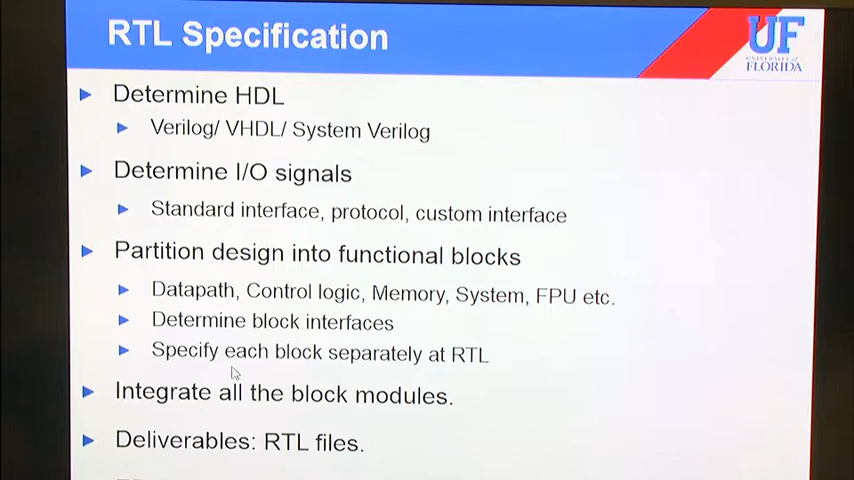 RTL Specification
UF
UNIVERSITY of
FLORIDA
Determine HDL
Verilog/ VHDL/ System Verilog
Determine I/O signals
Standard interface, protocol, custom interface
Partition design into functional blocks
Datapath, Control logic, Memory, System, FPU etc.
Determine block interfaces
Specify each block separately at RTL
Integrate all the block modules.
Deliverables: RTL files.